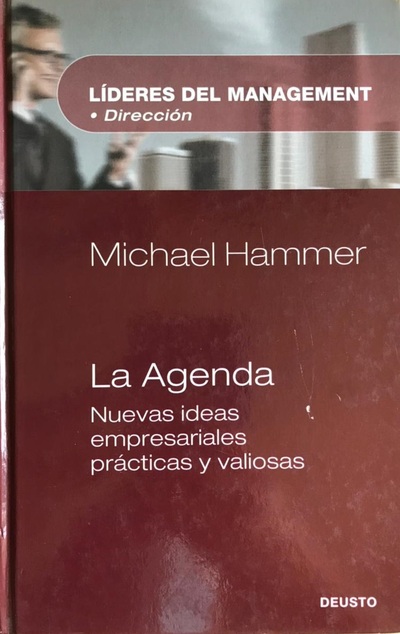 LÍDERES DEL MANAGEMENT
• Dirección
Michael Hammer
La Agenda
Nuevas ideas
empresariales
prácticas y valiosas
DEUSTO